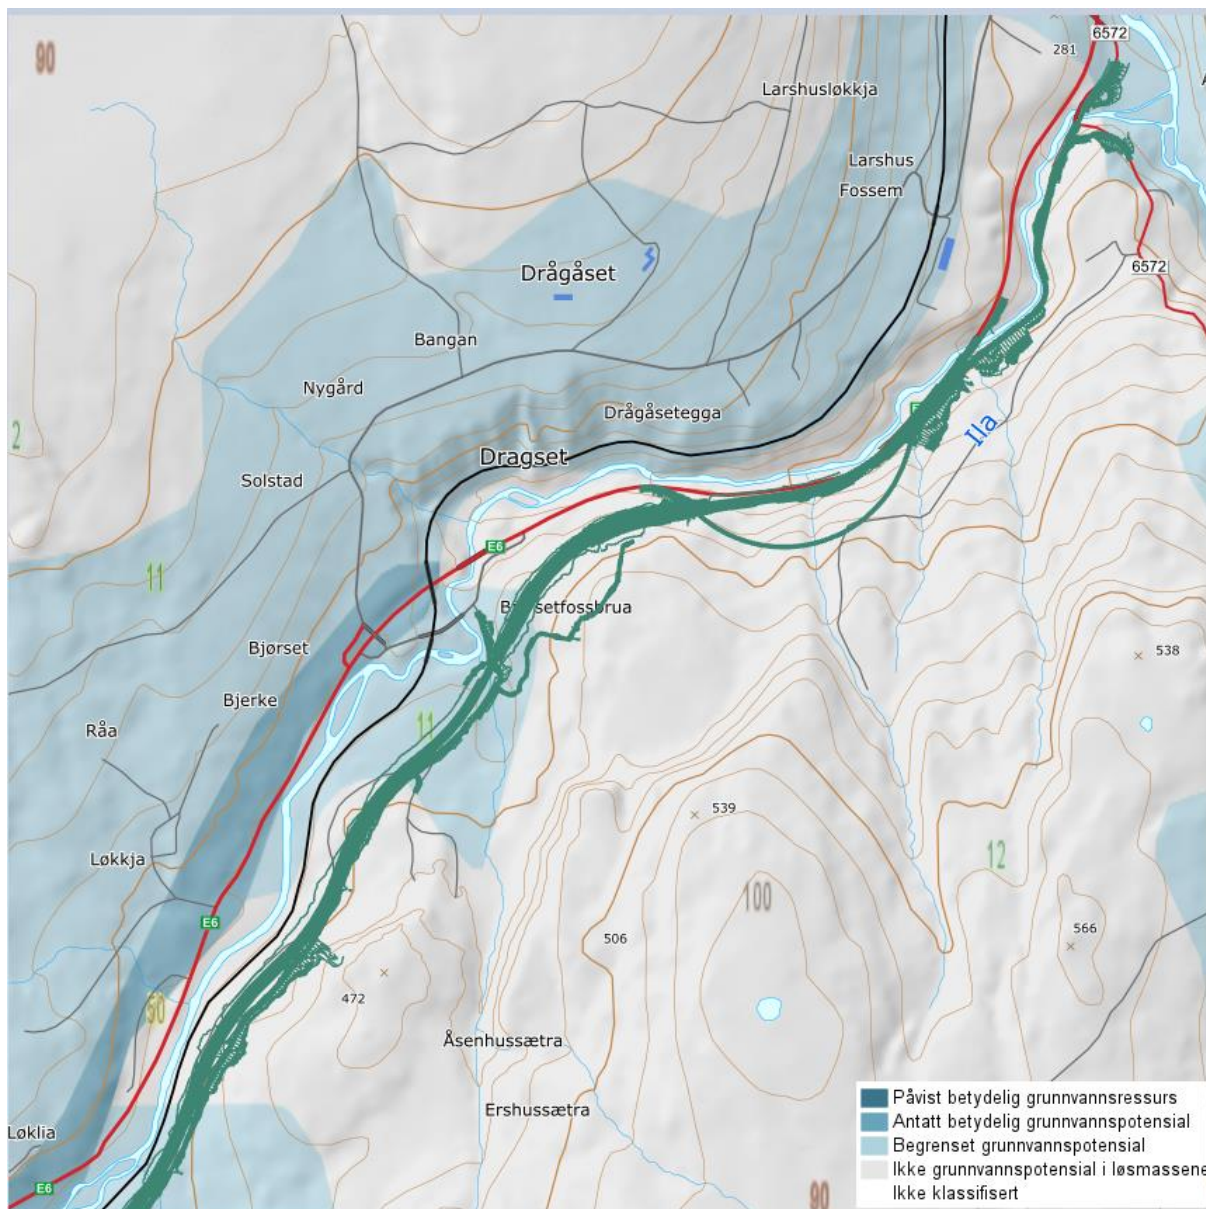 90
6572
281
Larshusløkkja
Larshus
Fossem
Drågåset
6572
Bangan
Nygård
Drågåsetegga
2
Ila
Dragset
Solstad
E6
11
Bjørset
538
Bjerke
11
Råa
539
Løkkja
12
100
E6
506
566
472
50
Åsenhussætra
Ershussætra
Løklia
E6
90
Påvist betydelig grunnvannsressurs
Antatt betydelig grunnvannspotensial
Begrenset grunnvannspotensial
Ikke grunnvannspotensial i løsmassene
Ikke klassifisert